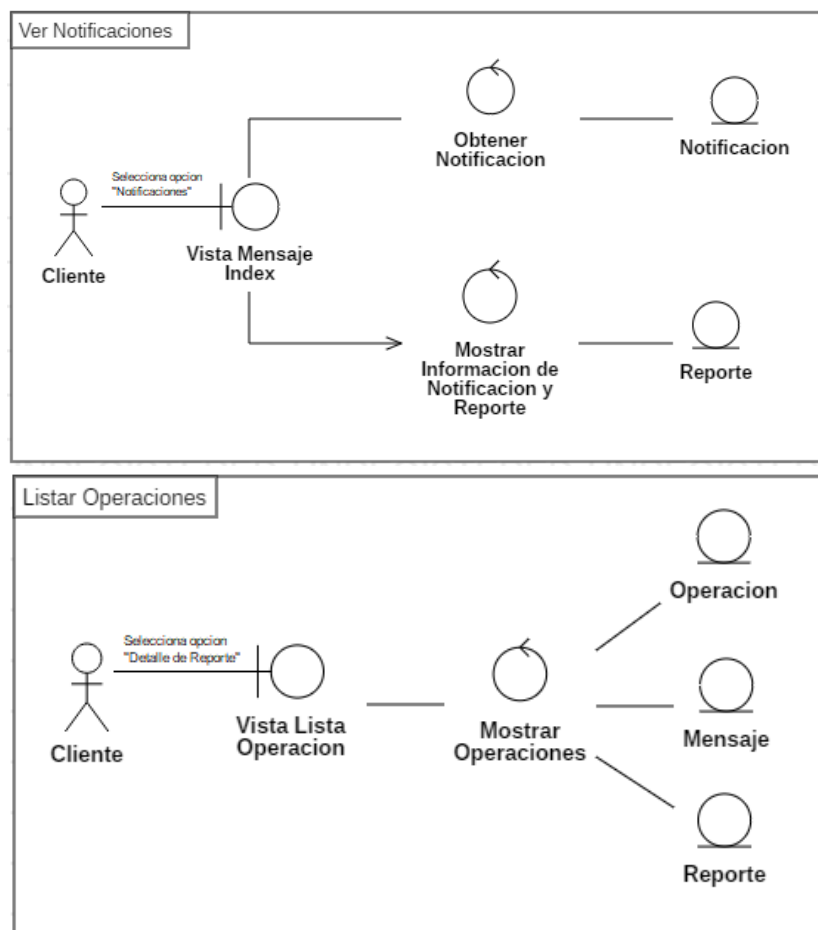 Ver Notificaciones
Obtener
Notificacion
Notificacion
Selecciona opcion
"Notificaciones"
Cliente
Vista Mensaje
Index
Mostrar
Informacion de
Notificacion y
Reporte
Reporte
Listar Operaciones
Operacion
Selecciona opcion
"Detalle de Reporte"
Cliente
Vista Lista
Operacion
Mostrar
Operaciones
Mensaje
Reporte